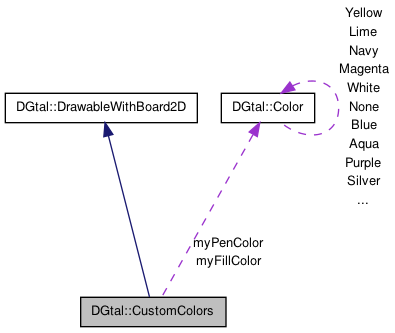 Yellow
Lime
Navy
Magenta
White
None
Blue
Aqua
Purple
Silver
...
DGtal::DrawableWithBoard2D
DGtal::Color
myPenColor
myFillColor
DGtal::CustomColors